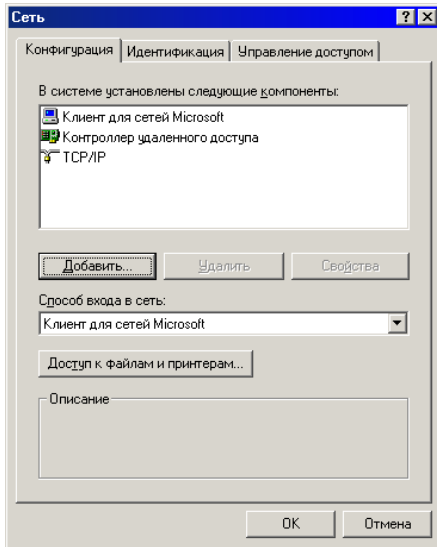 Сеть
Конфигурация Идентификация Управление доступом
В системе установлены следующие компоненты:
Клиент для сетей Microsoft
Контроллер удаленного доступа
TCP/IP
Добавить... Удалить Свойства
Способ входа в сеть:
Клиент для сетей Microsoft
Доступ к файлам и принтерам...
Описание
OK Отмена